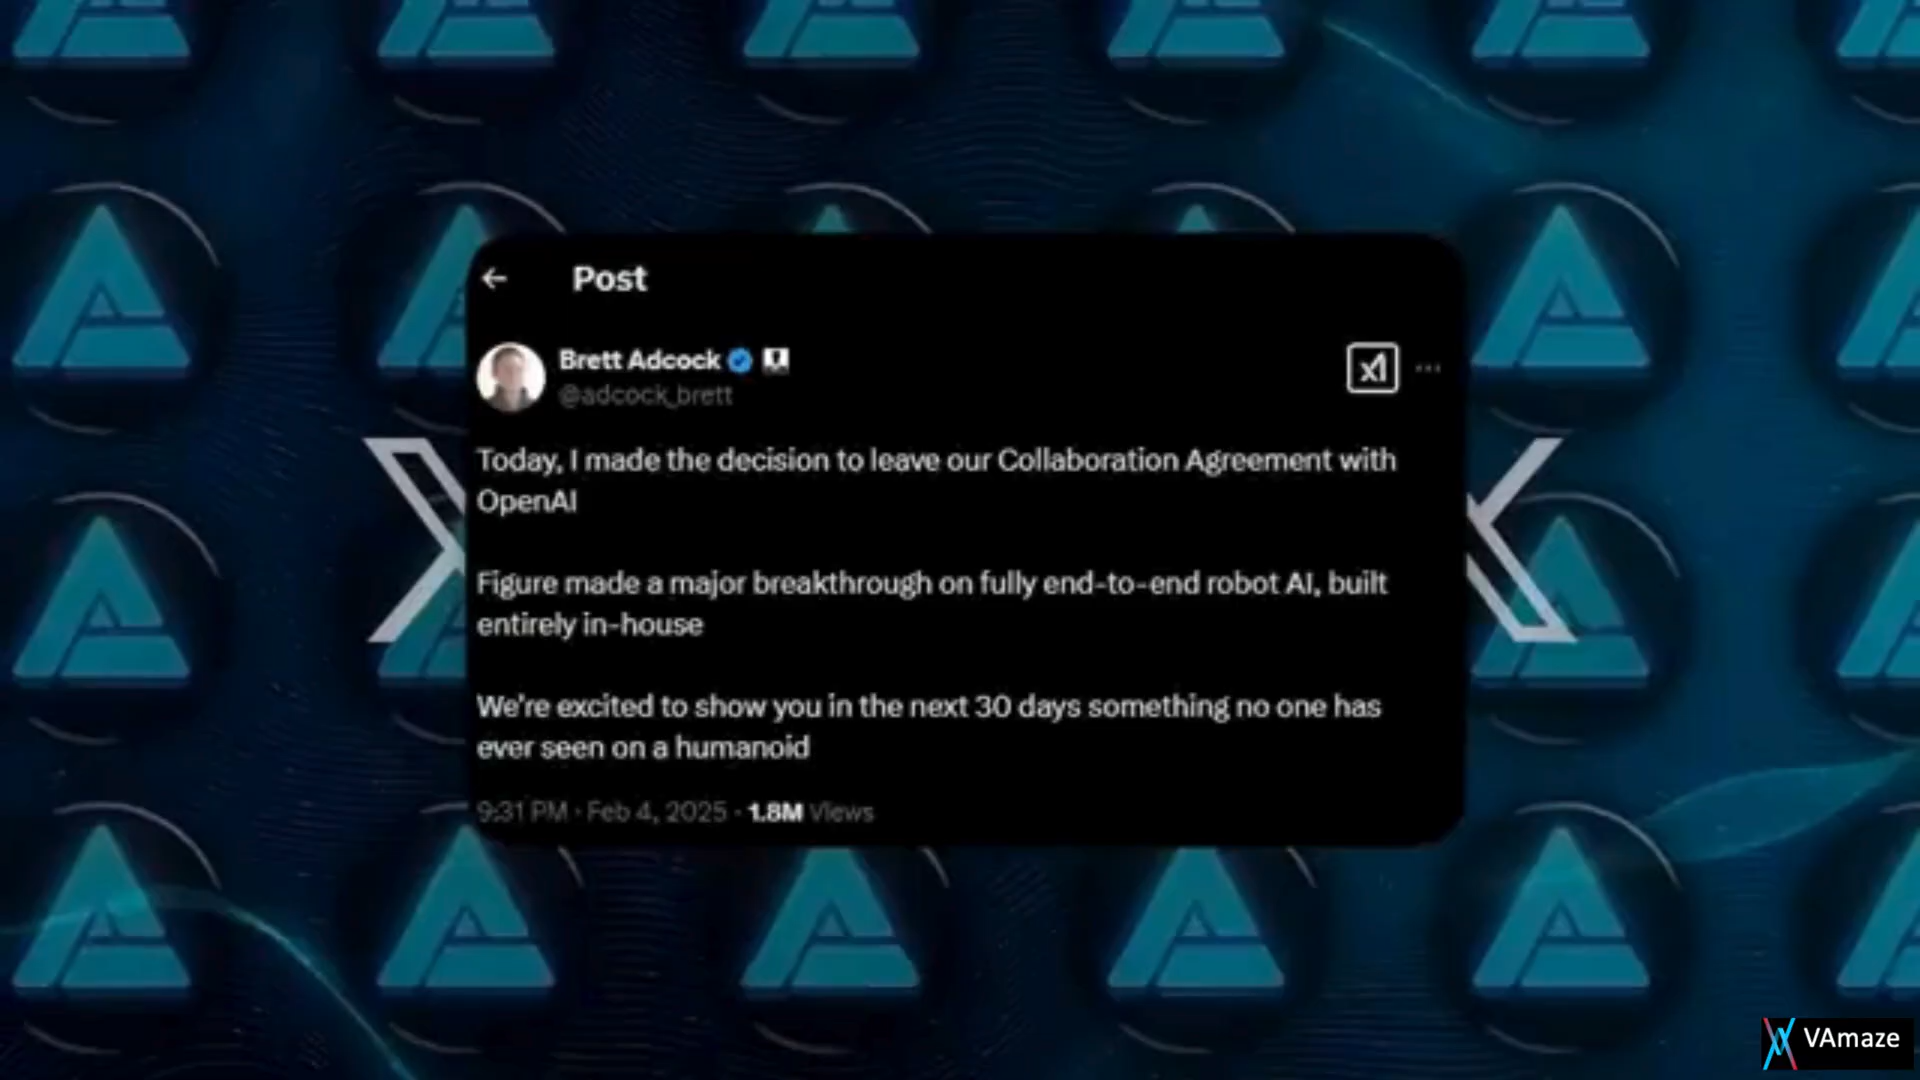 Post
Brett Adcock
@adcock_brett
Today, I made the decision to leave our Collaboration Agreement with
OpenAI
Figure made a major breakthrough on fully end-to-end robot AI, built
entirely in-house
We're excited to show you in the next 30 days something no one has
ever seen on a humanoid
9:31 PM · Feb 4, 2025 · 1.8M Views
VAmaze